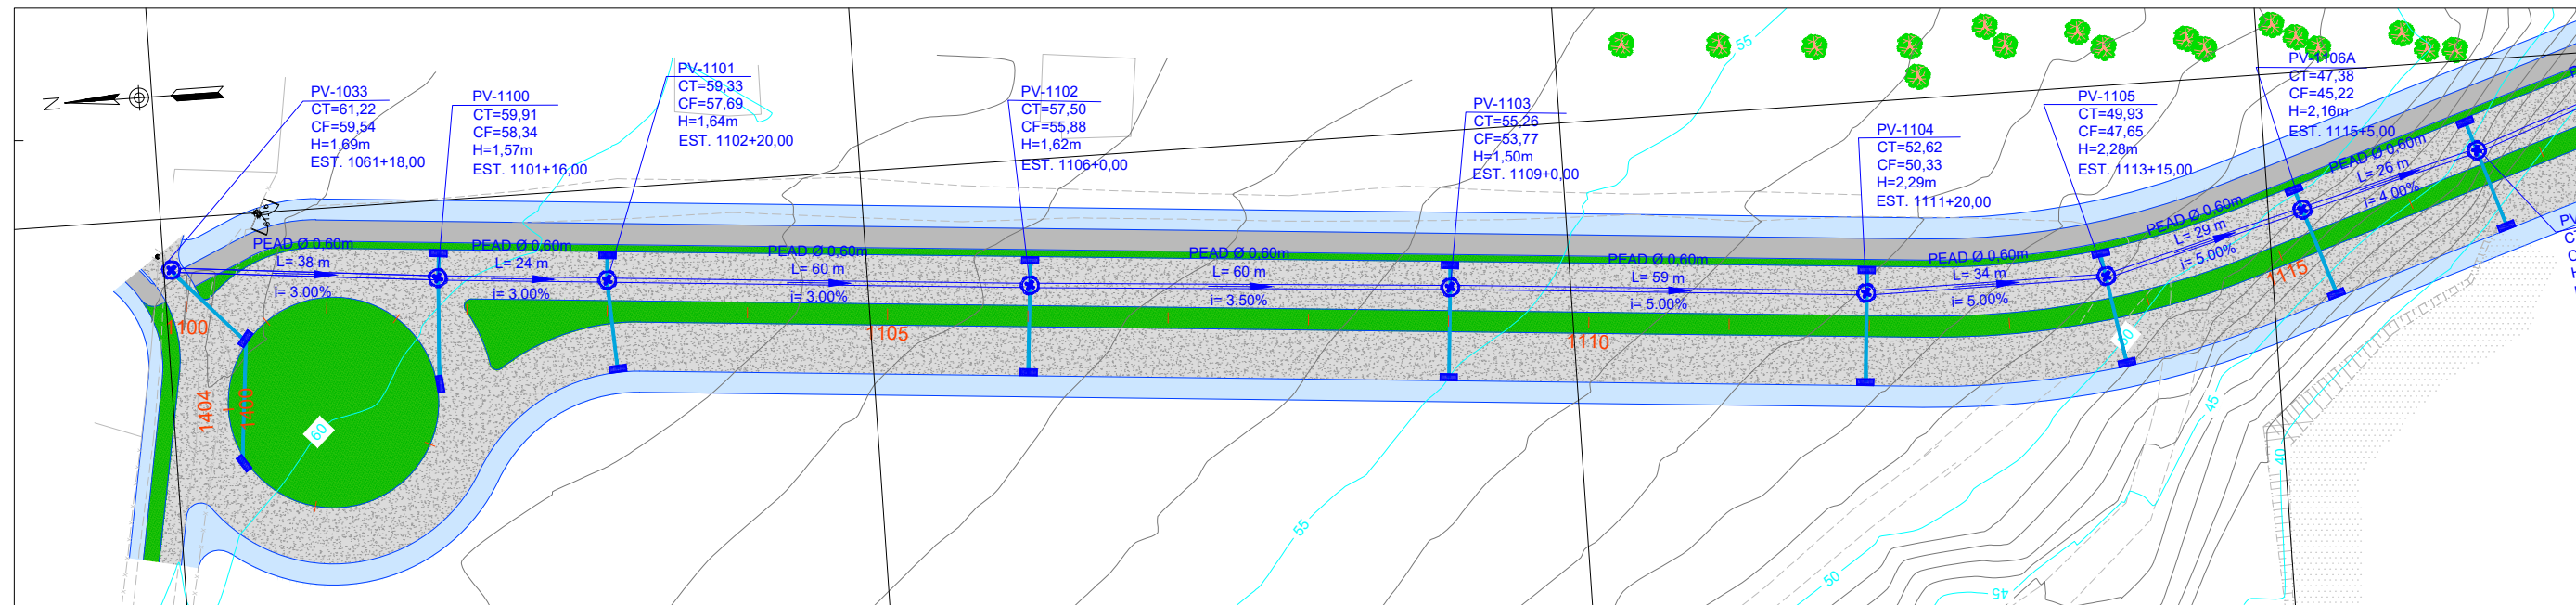 N
PV-1033
CT=61,22
CF=59,54
H=1,69m
EST. 1061+18,00
PV-1100
CT=59,91
CF=58,34
H=1,57m
EST. 1101+16,00
PV-1101
CT=59,33
CF=57,69
H=1,64m
EST. 1102+20,00
PV-1102
CT=57,50
CF=55,88
H=1,62m
EST. 1106+0,00
PV-1103
CT=55,26
CF=53,77
H=1,50m
EST. 1109+0,00
PV-1104
CT=52,62
CF=50,33
H=2,29m
EST. 1111+20,00
PV-1105
CT=49,93
CF=47,65
H=2,28m
EST. 1113+15,00
PV-1106A
CT=47,38
CF=45,22
H=2,16m
EST. 1115+5,00
PEAD Ø 0,60m
L= 38 m
i= 3.00%
PEAD Ø 0,60m
L= 24 m
i= 3.00%
PEAD Ø 0,60m
L= 60 m
i= 3.00%
PEAD Ø 0,60m
L= 60 m
i= 3.50%
PEAD Ø 0,60m
L= 59 m
i= 5.00%
PEAD Ø 0,60m
L= 34 m
i= 5.00%
PEAD Ø 0,60m
L= 29 m
i= 5.00%
PEAD Ø 0,60m
L= 26 m
i= 4.00%
1100
1105
1110
1115
1404
1400
60
55
55
50
45
45
40